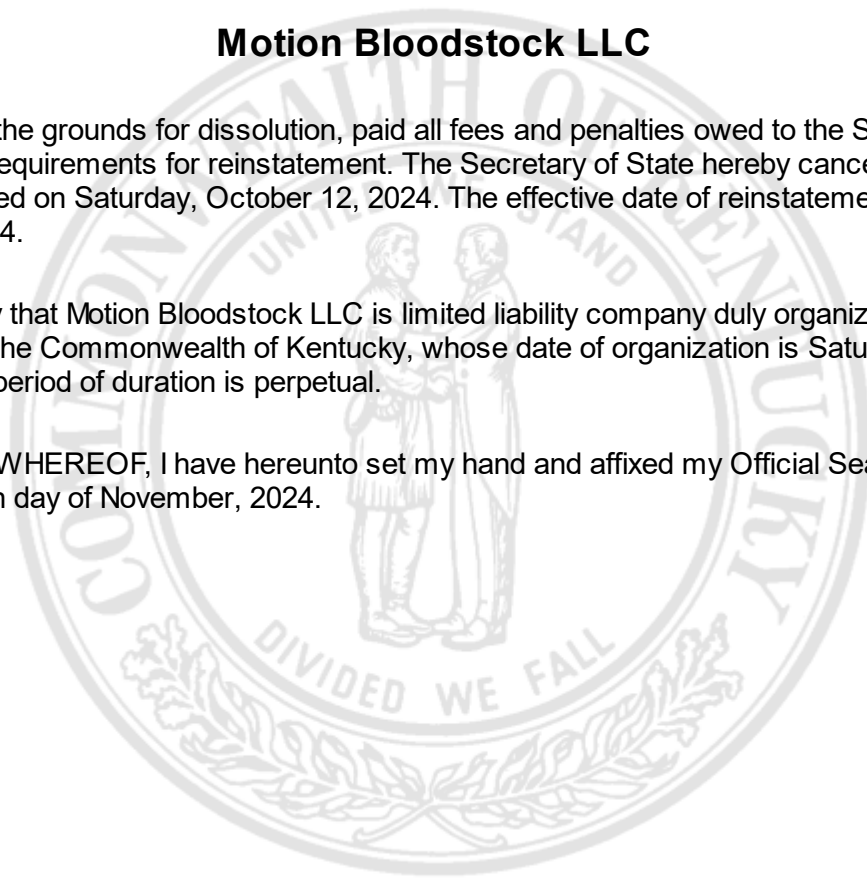 Motion Bloodstock LLC
the grounds for dissolution, paid all fees and penalties owed to the S
equirements for reinstatement. The Secretary of State hereby cance
ed on Saturday, October 12, 2024. The effective date of reinstateme
4.
that Motion Bloodstock LLC is limited liability company duly organiz
he Commonwealth of Kentucky, whose date of organization is Satu
period of duration is perpetual.
WHEREOF, I have hereunto set my hand and affixed my Official Sea
day of November, 2024.
COMMONWEALTH OF KENTUCKY
UNITED WE STAND
DIVIDED WE FALL